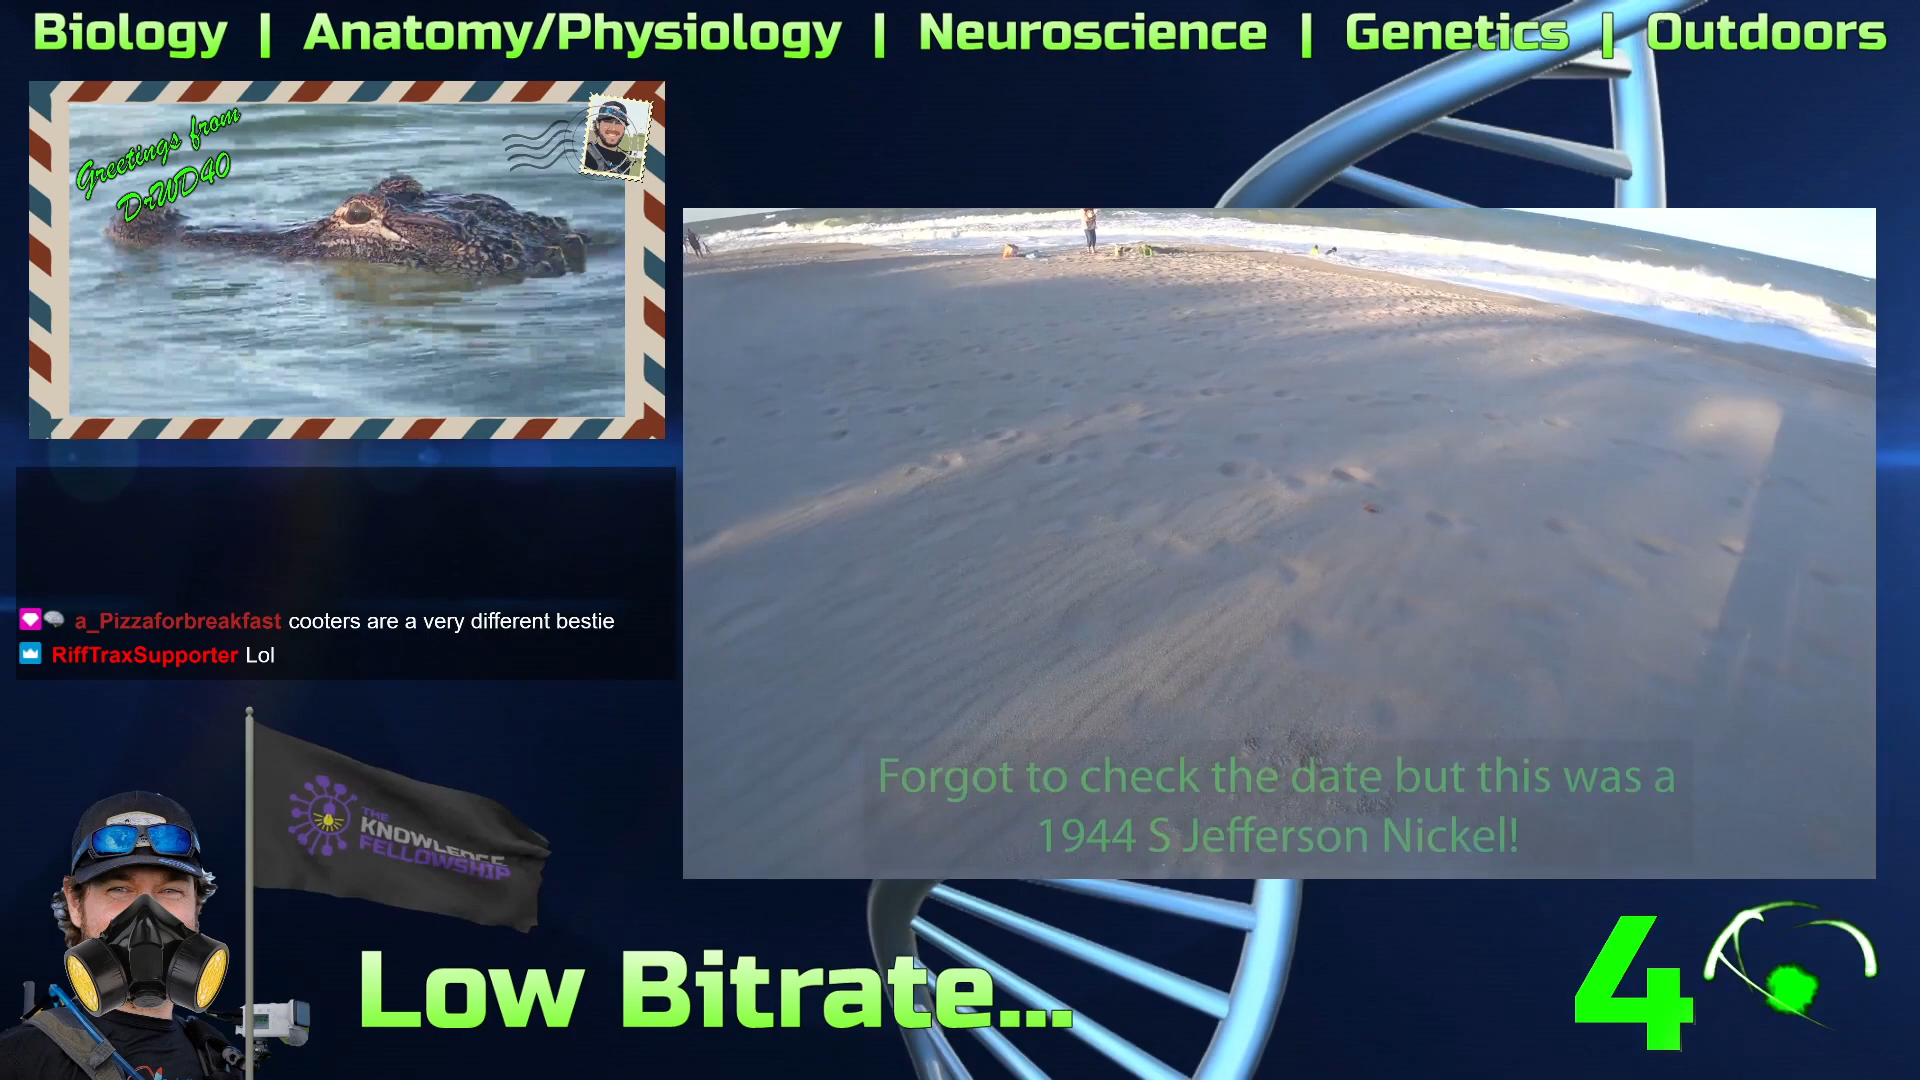 Biology | Anatomy/Physiology | Neuroscience | Genetics | Outdoors
Greetings from
DrWD40
a_Pizzaforbreakfast cooters are a very different bestie
RiffTraxSupporter Lol
THE
KNOWLEDGE
FELLOWSHIP
Forgot to check the date but this was a
1944 S Jefferson Nickel!
Low Bitrate...
4